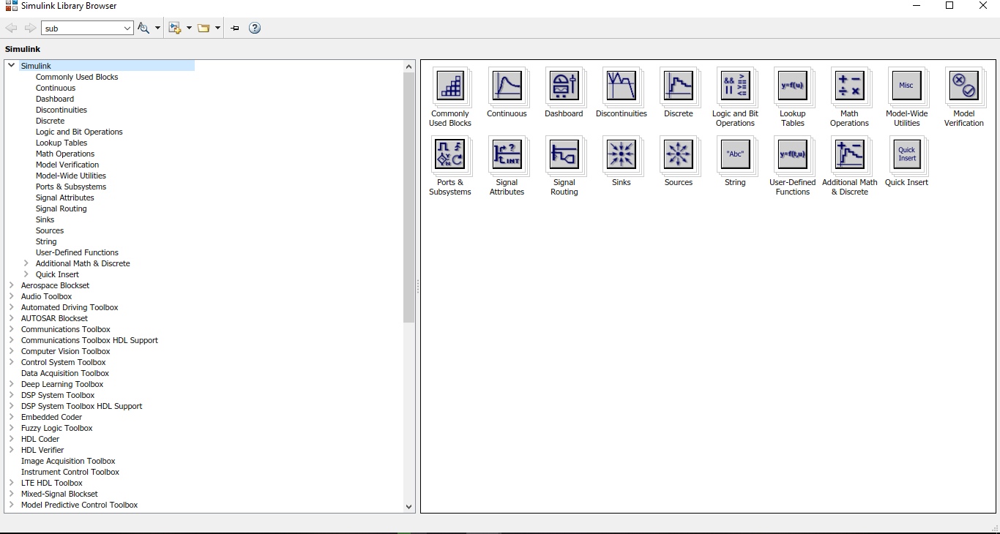 Simulink Library Browser
sub
Simulink
Simulink
Commonly Used Blocks
Continuous
Dashboard
Discontinuities
Discrete
Logic and Bit Operations
Lookup Tables
Math Operations
Model Verification
Model-Wide Utilities
Ports & Subsystems
Signal Attributes
Signal Routing
Sinks
Sources
String
User-Defined Functions
Additional Math & Discrete
Quick Insert
Aerospace Blockset
Audio Toolbox
Automated Driving Toolbox
AUTOSAR Blockset
Communications Toolbox
Communications Toolbox HDL Support
Computer Vision Toolbox
Control System Toolbox
Data Acquisition Toolbox
Deep Learning Toolbox
DSP System Toolbox
DSP System Toolbox HDL Support
Embedded Coder
Fuzzy Logic Toolbox
HDL Coder
HDL Verifier
Image Acquisition Toolbox
Instrument Control Toolbox
LTE HDL Toolbox
Mixed-Signal Blockset
Model Predictive Control Toolbox
Commonly
Used Blocks
Continuous
Dashboard
Discontinuities
Discrete
&& >
|| ==
<=
Logic and Bit
Operations
y=f(u)
Lookup
Tables
+ −
÷ ×
Math
Operations
Misc
Model-Wide
Utilities
Model
Verification
Y
N
Ports &
Subsystems
?
INT
Signal
Attributes
Signal
Routing
Sinks
Sources
"Abc"
String
y=f(t,u)
User-Defined
Functions
+ −
Additional Math
& Discrete
Quick
Insert
Quick Insert